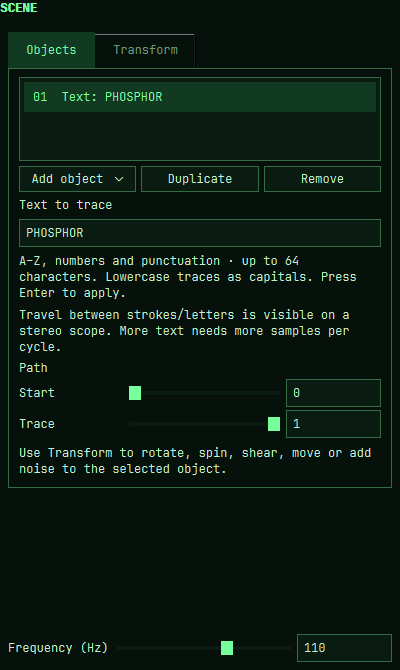 SCENE
Objects
Transform
01 Text: PHOSPHOR
Add object
Duplicate
Remove
Text to trace
PHOSPHOR
A-Z, numbers and punctuation · up to 64
characters. Lowercase traces as capitals. Press
Enter to apply.
Travel between strokes/letters is visible on a
stereo scope. More text needs more samples per
cycle.
Path
Start 0
Trace 1
Use Transform to rotate, spin, shear, move or add
noise to the selected object.
Frequency (Hz) 110